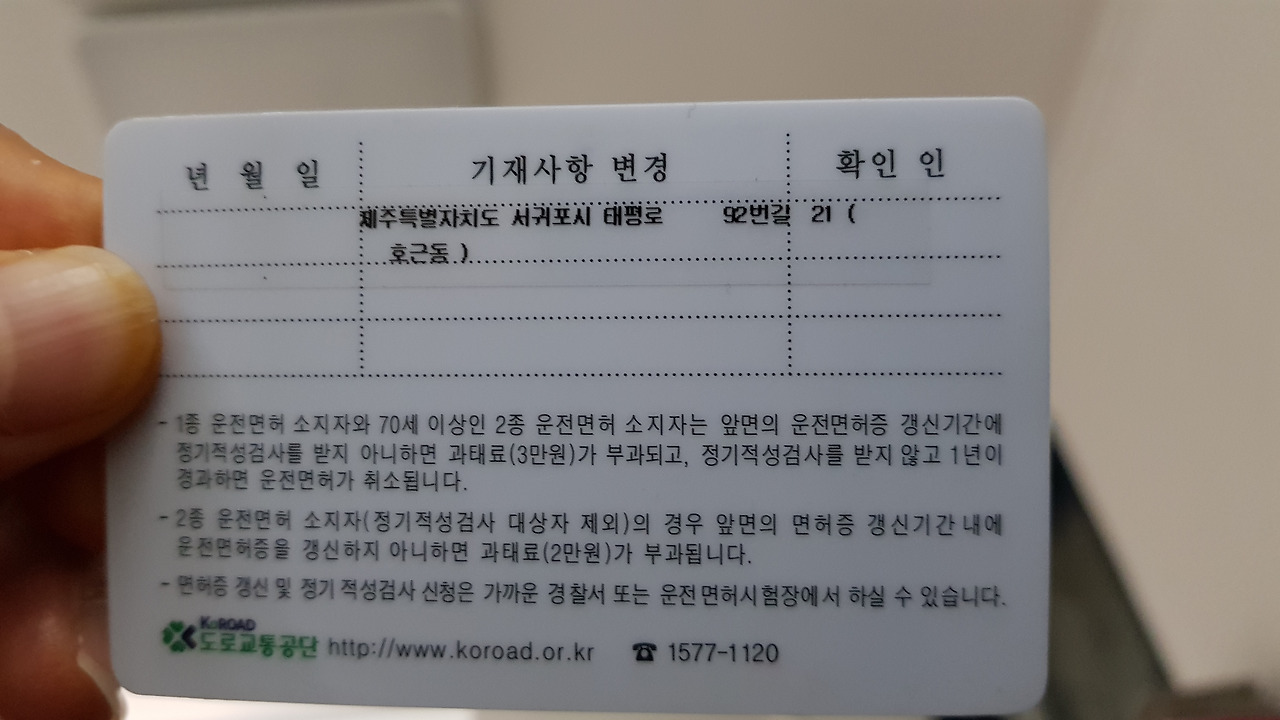 년 월 일 기재사항 변경 확인 인
제주특별자치도 서귀포시 태평로 92번길 21 (
호근동 )
- 1종 운전면허 소지자와 70세 이상인 2종 운전면허 소지자는 앞면의 운전면허증 갱신기간에
정기적성검사를 받지 아니하면 과태료(3만원)가 부과되고, 정기적성검사를 받지 않고 1년이
경과하면 운전면허가 취소됩니다.
- 2종 운전면허 소지자(정기적성검사 대상자 제외)의 경우 앞면의 면허증 갱신기간 내에
운전면허증을 갱신하지 아니하면 과태료(2만원)가 부과됩니다.
- 면허증 갱신 및 정기 적성검사 신청은 가까운 경찰서 또는 운전면허시험장에서 하실 수 있습니다.
KoROAD
도로교통공단 http://www.koroad.or.kr ☎ 1577-1120